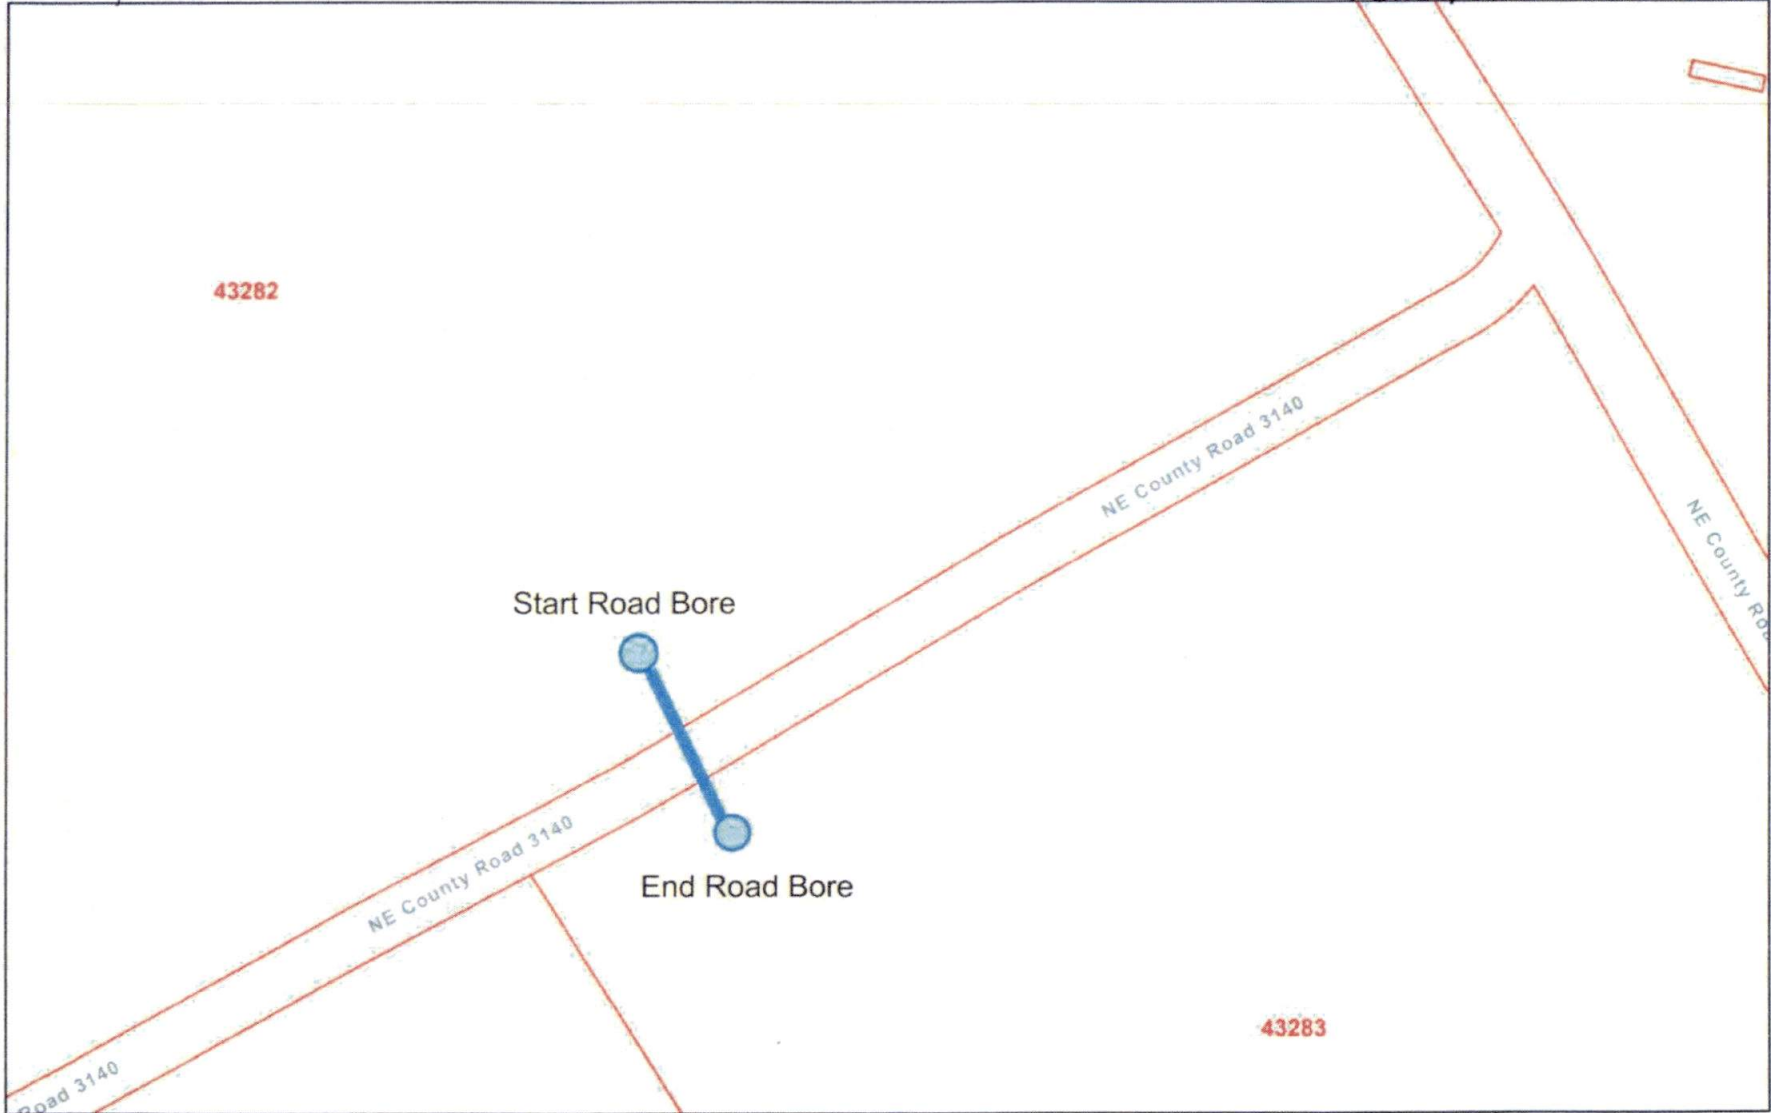 43282
NE County Road 3140
NE County Ro
Start Road Bore
NE County Road 3140
End Road Bore
43283
Road 3140